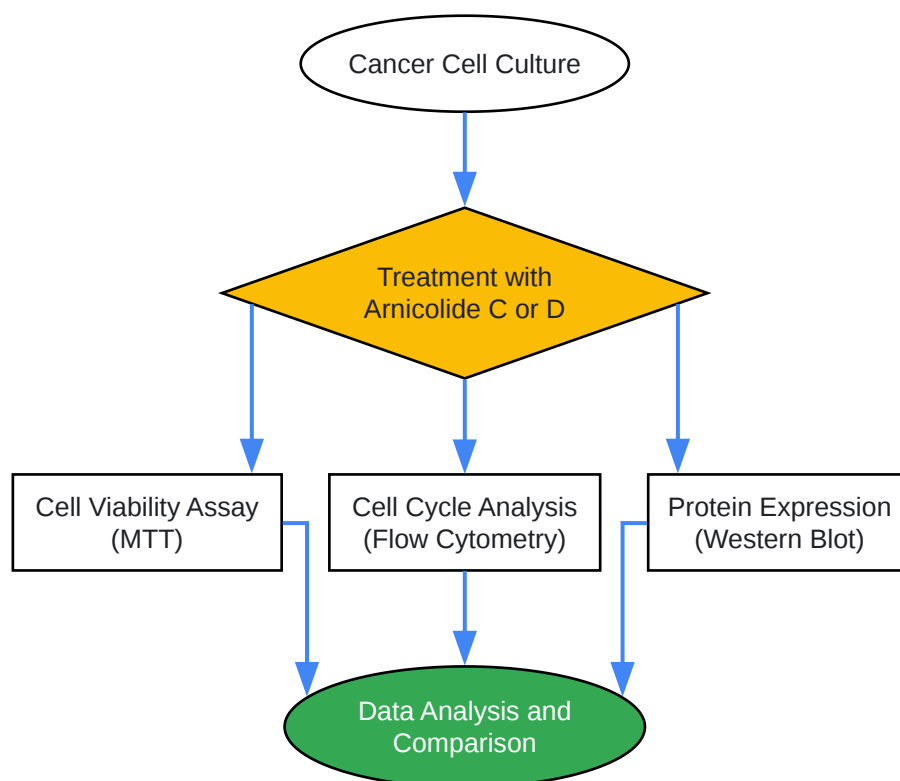 Cancer Cell Culture
Treatment with
Arnicolide C or D
Cell Viability Assay
(MTT)
Cell Cycle Analysis
(Flow Cytometry)
Protein Expression
(Western Blot)
Data Analysis and
Comparison